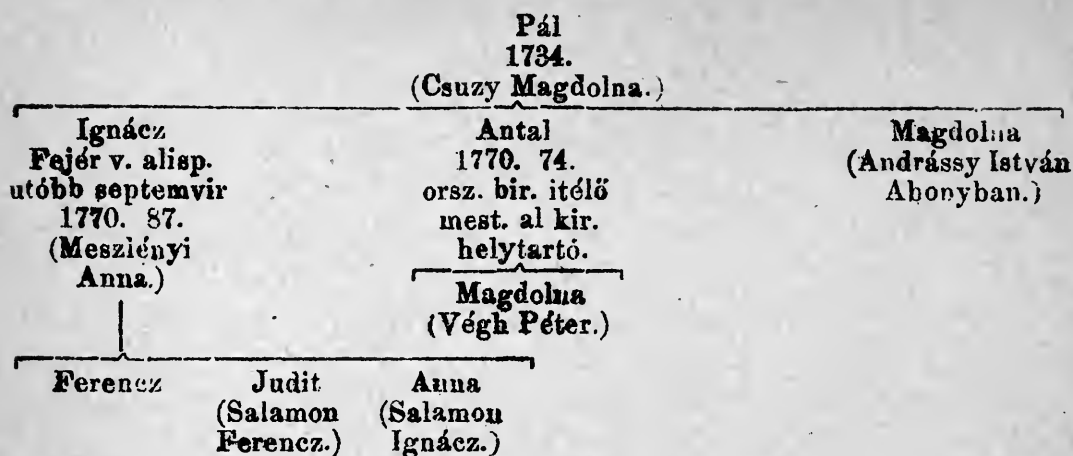 Pál
1734.
(Csuzy Magdolna.)
Ignácz
Fejér v. alisp.
utóbb septemvir
1770. 87.
(Meszlényi
Anna.)
Antal
1770. 74.
orsz. bir. itélő
mest. al kir.
helytartó.
Magdolna
(Andrássy István
Abonyban.)
Magdolna
(Végh Péter.)
Ferencz
Judit
(Salamon
Ferencz.)
Anna
(Salamon
Ignácz.)